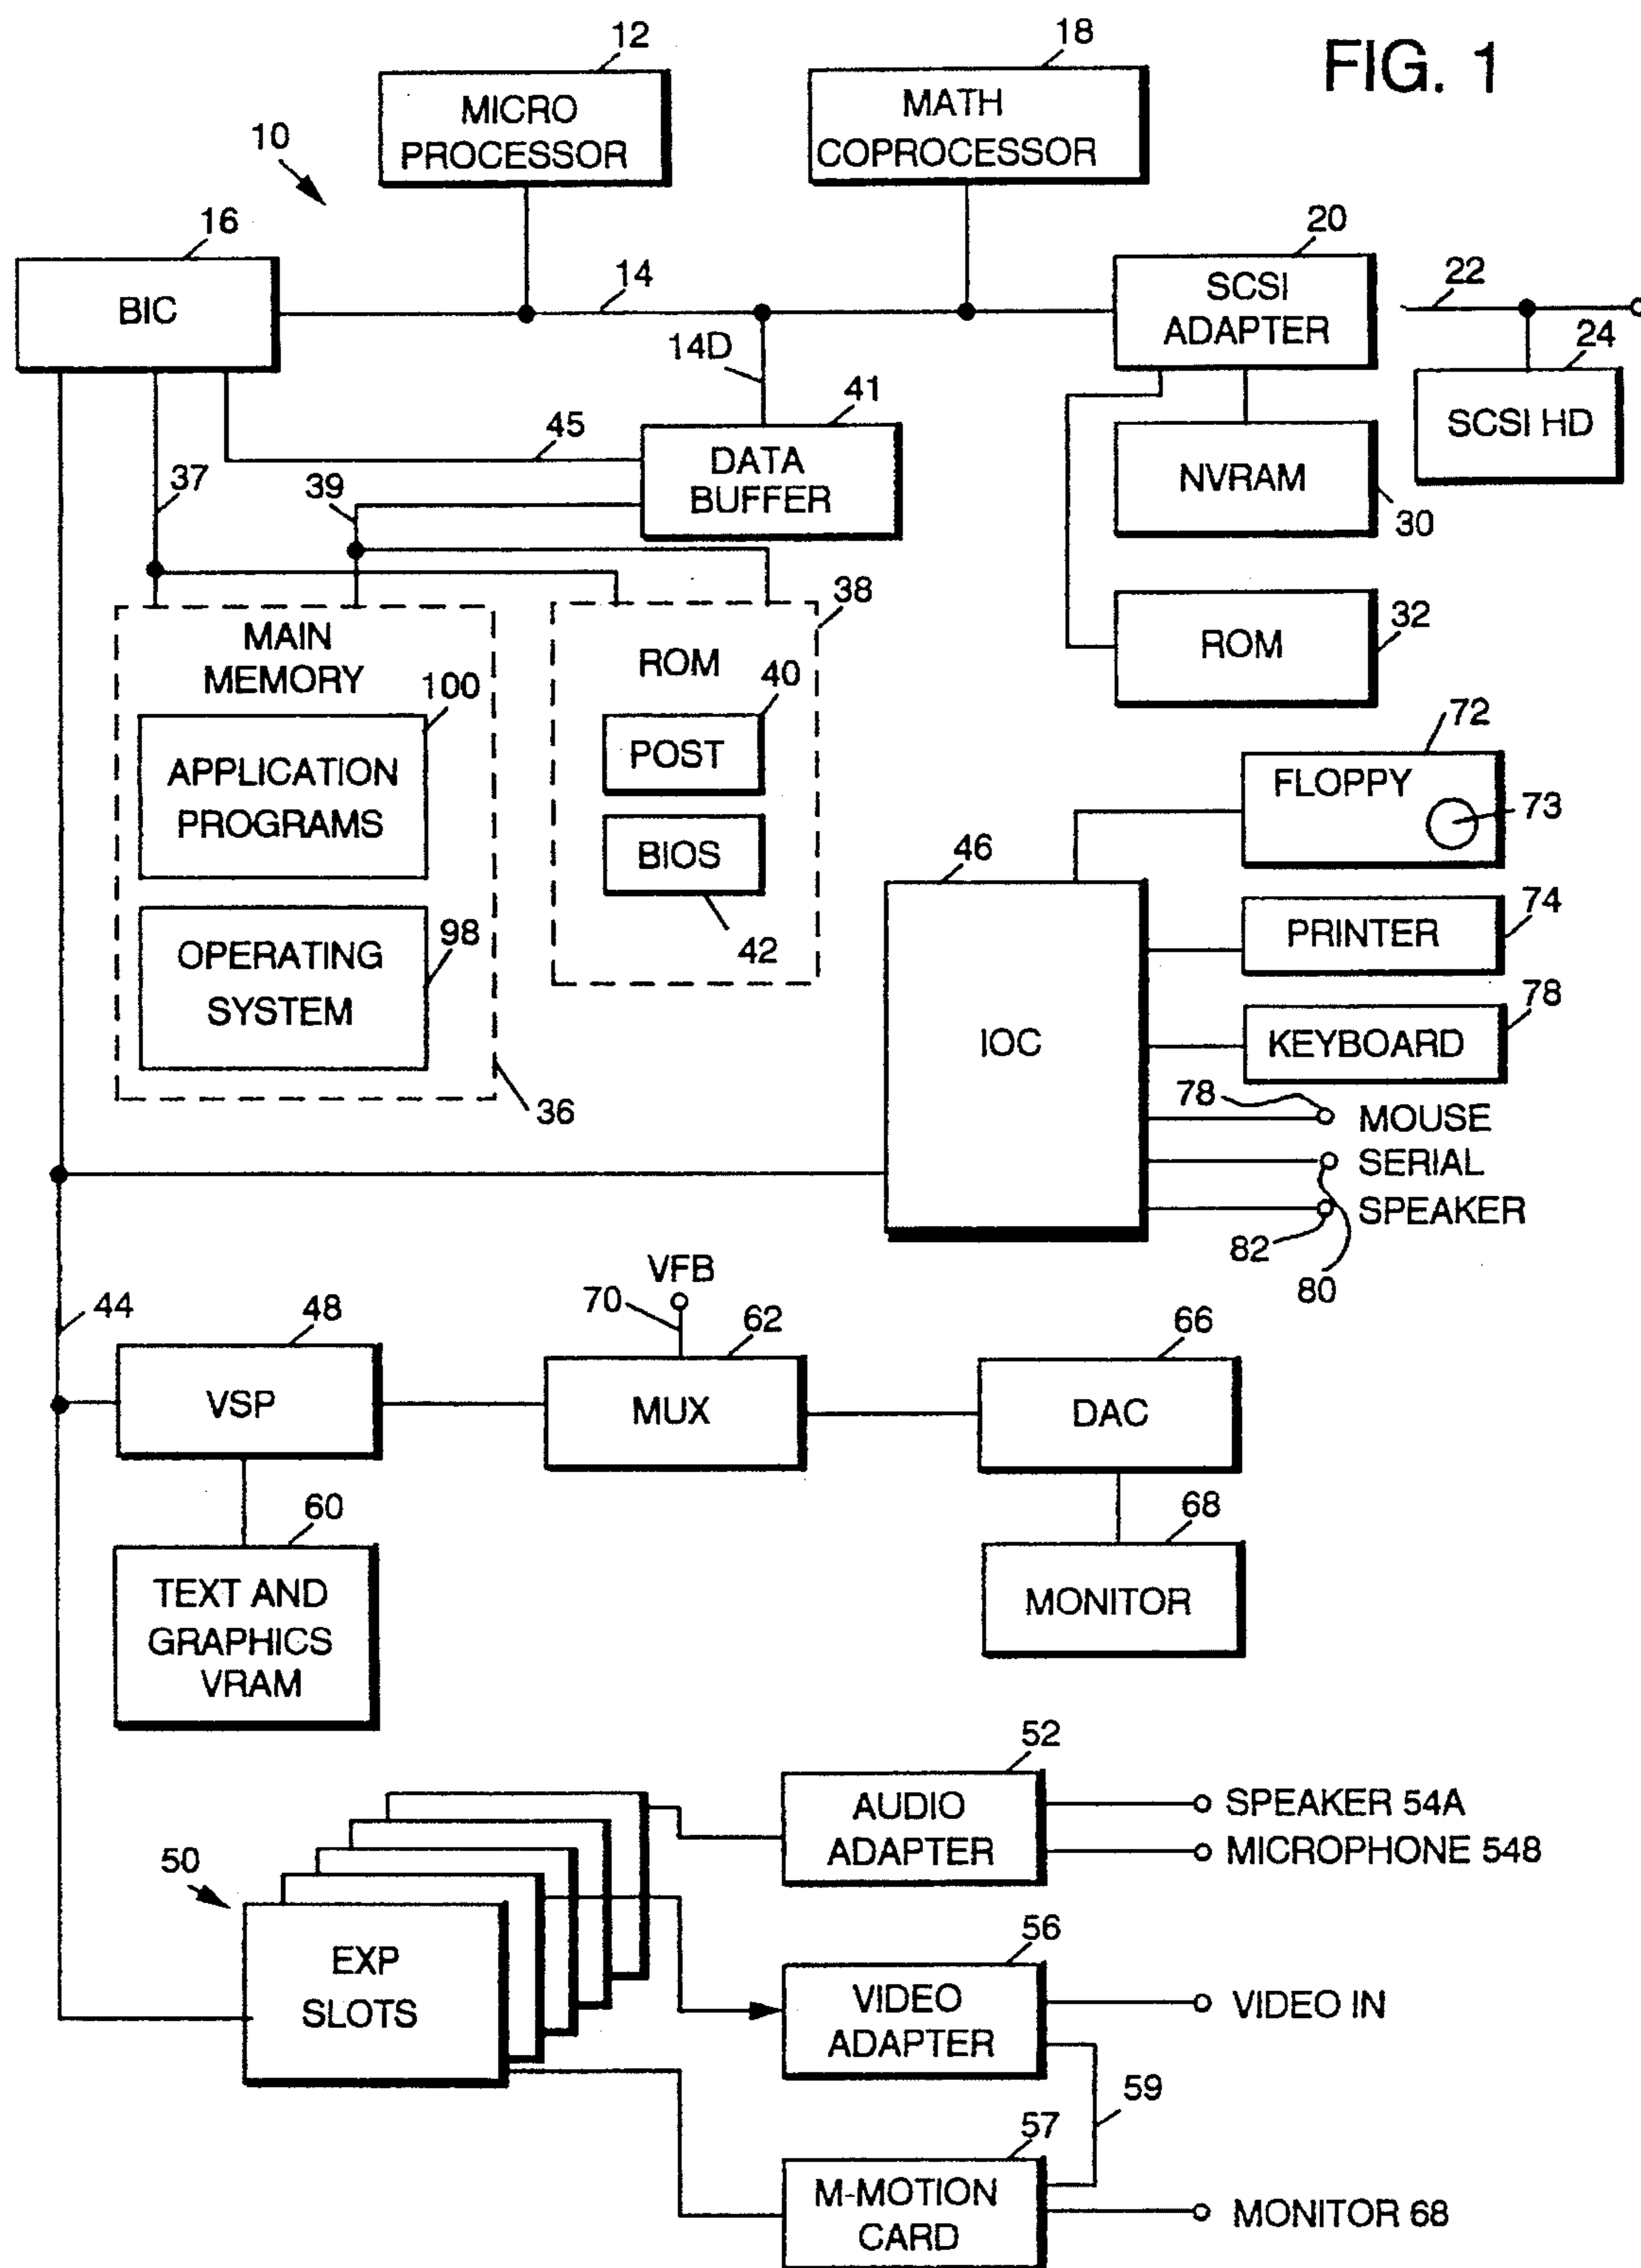 FIG. 1
12
18
MICRO
PROCESSOR
MATH
COPROCESSOR
10
16
20
BIC
14
SCSI
ADAPTER
22
24
14D
41
45
DATA
BUFFER
NVRAM
SCSI HD
37
39
30
38
MAIN
MEMORY
100
ROM
40
ROM
32
APPLICATION
PROGRAMS
POST
72
FLOPPY
73
BIOS
46
42
74
PRINTER
OPERATING
SYSTEM
98
78
IOC
KEYBOARD
36
78
MOUSE
SERIAL
SPEAKER
82
80
VFB
44
48
70
62
66
VSP
MUX
DAC
60
68
TEXT AND
GRAPHICS
VRAM
MONITOR
52
AUDIO
ADAPTER
SPEAKER 54A
MICROPHONE 548
50
56
EXP
SLOTS
VIDEO
ADAPTER
VIDEO IN
59
57
M-MOTION
CARD
MONITOR 68